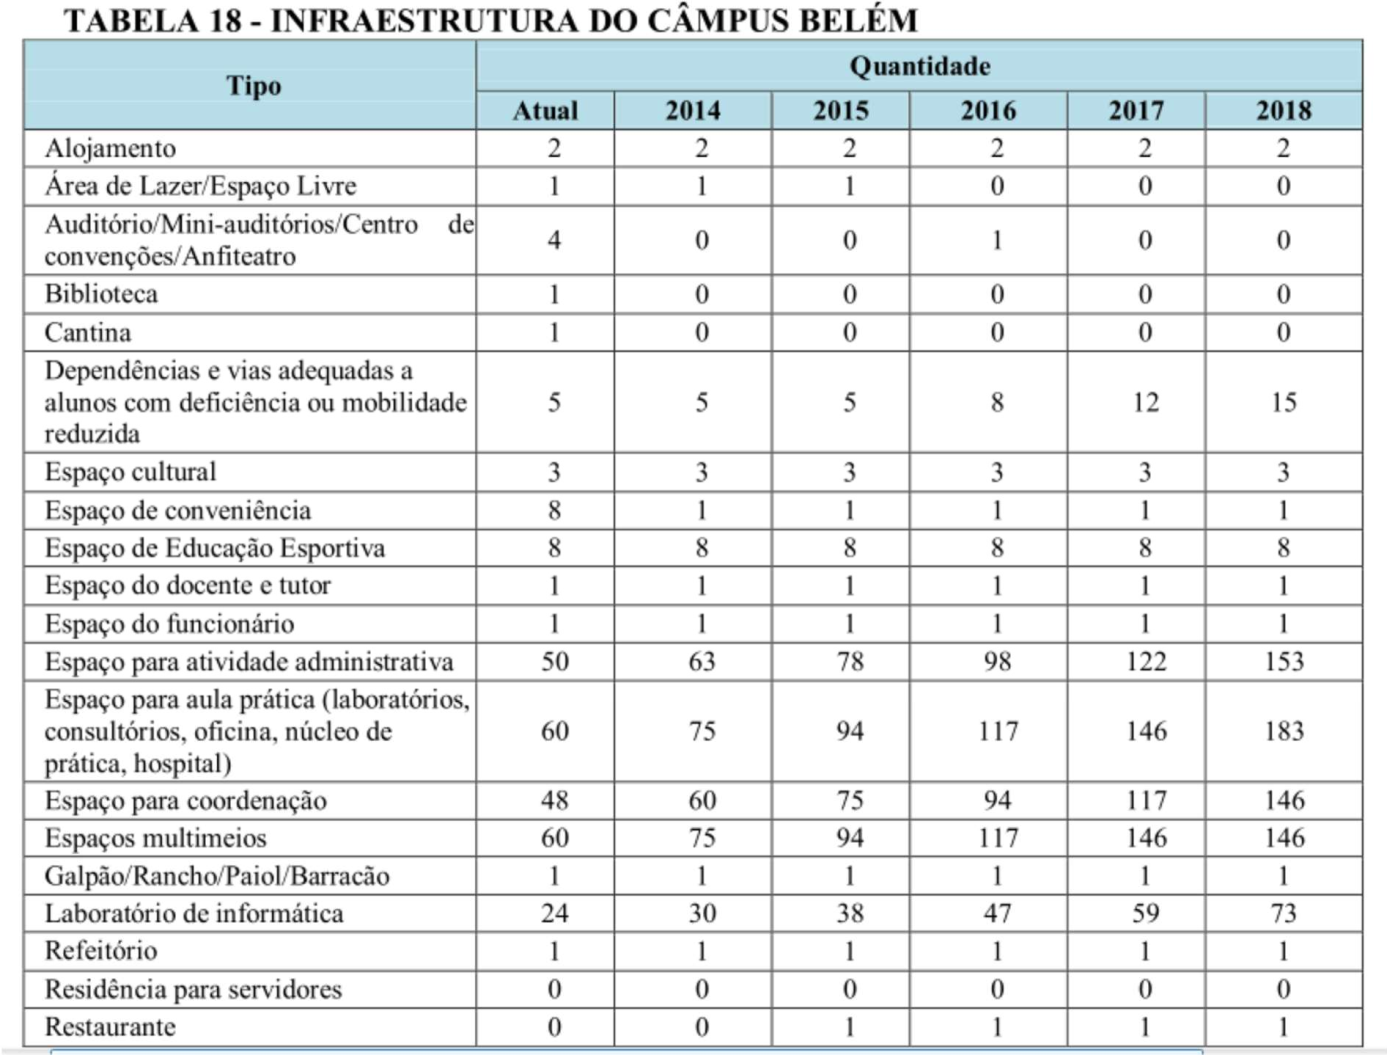 TABELA 18 - INFRAESTRUTURA DO CÂMPUS BELÉM
Tipo Quantidade
Atual 2014 2015 2016 2017 2018
Alojamento 2 2 2 2 2 2
Área de Lazer/Espaço Livre 1 1 1 0 0 0
Auditório/Mini-auditórios/Centro de
convenções/Anfiteatro 4 0 0 1 0 0
Biblioteca 1 0 0 0 0 0
Cantina 1 0 0 0 0 0
Dependências e vias adequadas a
alunos com deficiência ou mobilidade 5 5 5 8 12 15
reduzida
Espaço cultural 3 3 3 3 3 3
Espaço de conveniência 8 1 1 1 1 1
Espaço de Educação Esportiva 8 8 8 8 8 8
Espaço do docente e tutor 1 1 1 1 1 1
Espaço do funcionário 1 1 1 1 1 1
Espaço para atividade administrativa 50 63 78 98 122 153
Espaço para aula prática (laboratórios,
consultórios, oficina, núcleo de 60 75 94 117 146 183
prática, hospital)
Espaço para coordenação 48 60 75 94 117 146
Espaços multimeios 60 75 94 117 146 146
Galpão/Rancho/Paiol/Barracão 1 1 1 1 1 1
Laboratório de informática 24 30 38 47 59 73
Refeitório 1 1 1 1 1 1
Residência para servidores 0 0 0 0 0 0
Restaurante 0 0 1 1 1 1